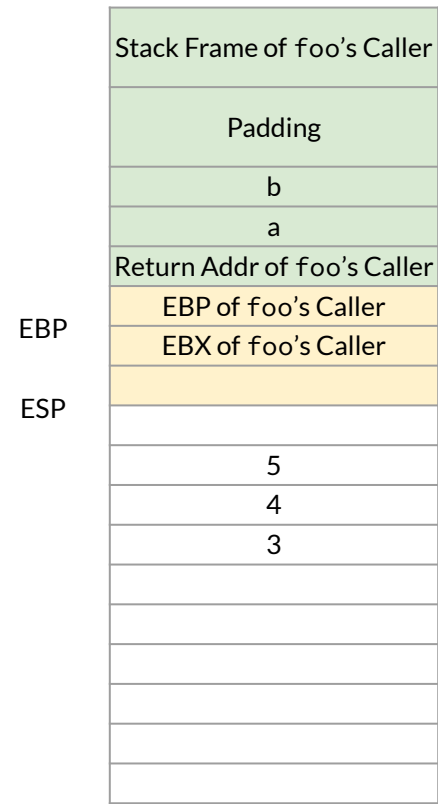 Stack Frame of foo’s Caller
Padding
b
a
Return Addr of foo’s Caller
EBP of foo’s Caller
EBP
EBX of foo’s Caller
ESP
5
4
3